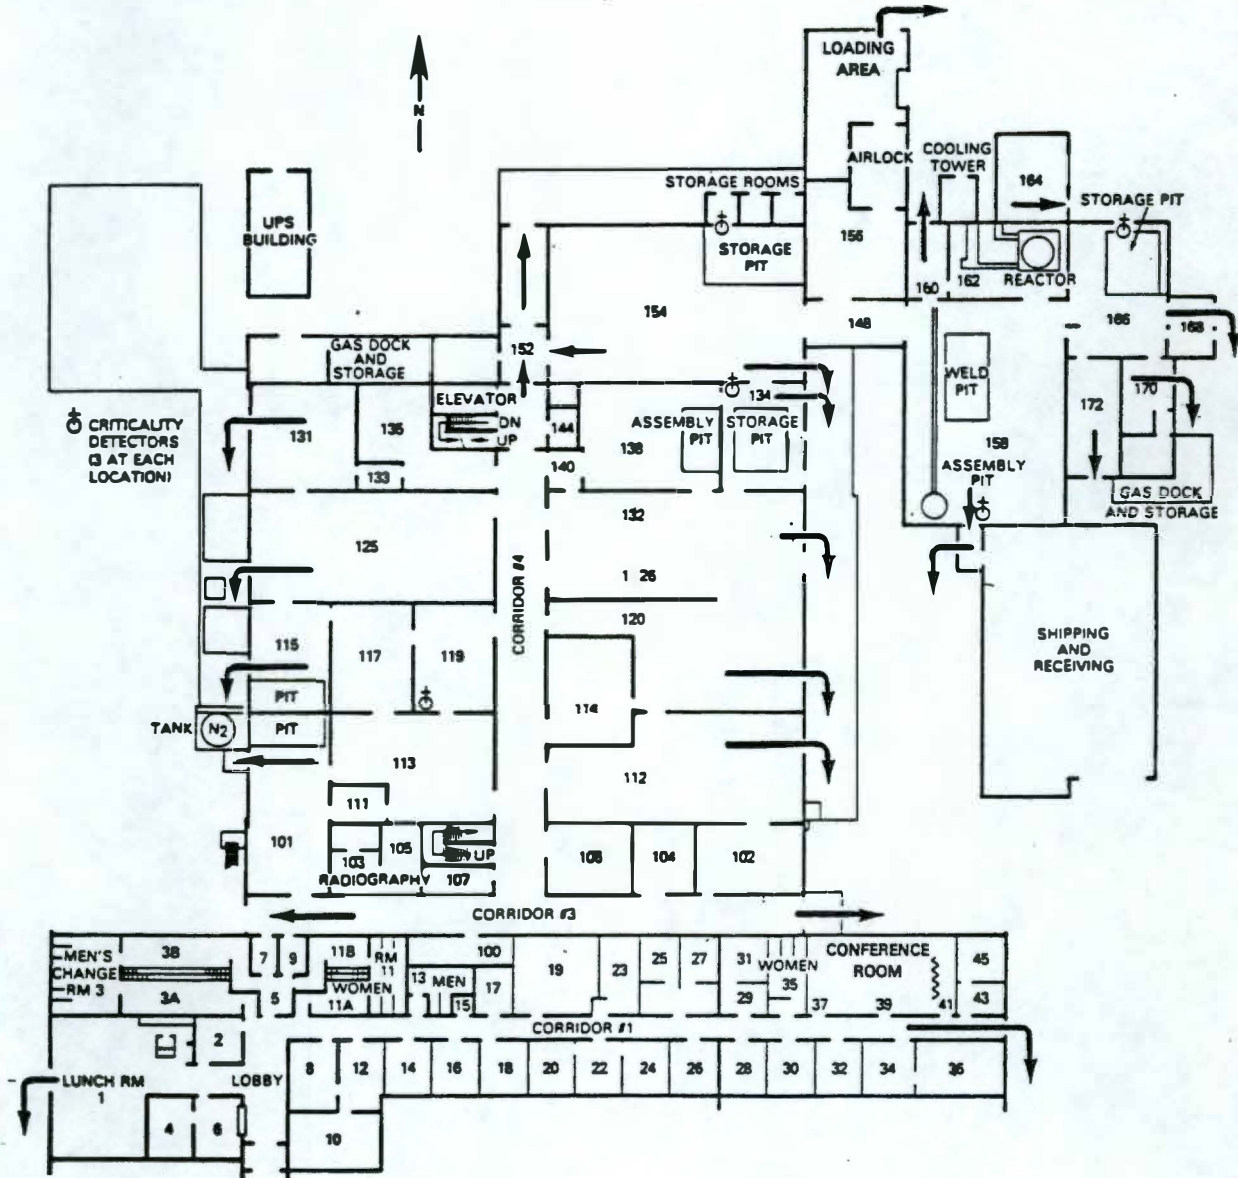 LOADING
AREA
N
AIRLOCK
COOLING
TOWER
STORAGE ROOMS
164
STORAGE PIT
UPS
BUILDING
STORAGE
PIT
156
REACTOR
160
162
154
148
166
168
152
GAS DOCK
AND
STORAGE
WELD
PIT
170
172
134
ELEVATOR
DN
UP
144
ASSEMBLY
PIT
STORAGE
PIT
CRITICALITY
DETECTORS
(3 AT EACH
LOCATION)
131
135
133
138
140
158
ASSEMBLY
PIT
GAS DOCK
AND STORAGE
132
125
1 26
CORRIDOR #4
120
115
117
119
SHIPPING
AND
RECEIVING
PIT
PIT
TANK
N2
114
113
112
111
101
103
105
UP
RADIOGRAPHY
107
108
104
102
CORRIDOR #3
MEN'S
CHANGE
RM 3
3B
3A
7
9
5
11B
RM
11
WOMEN
11A
100
13
MEN
15
17
19
23
25
27
31
29
WOMEN
35
37
CONFERENCE
ROOM
39
41
45
43
CORRIDOR #1
2
LUNCH RM
1
LOBBY
4
6
8
12
10
14
16
18
20
22
24
26
28
30
32
34
36